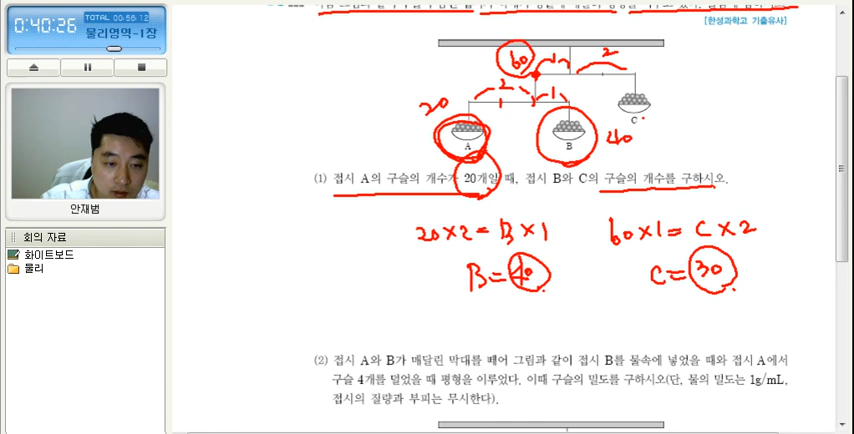 0:40:26
TOTAL 00:56:12
물리영역-1장
안재범
회의 자료
화이트보드
물리
[한성과학고 기출유사]
60
1
2
2
1
20
40
A
B
C
(1) 접시 A의 구슬의 개수가 20개일 때, 접시 B와 C의 구슬의 개수를 구하시오.
20×2=B×1
60×1=C×2
B=40
C=30
(2) 접시 A와 B가 매달린 막대를 빼어 그림과 같이 접시 B를 물속에 넣었을 때와 접시 A에서
구슬 4개를 덜었을 때 평형을 이루었다. 이때 구슬의 밀도를 구하시오(단, 물의 밀도는 1g/mL,
접시의 질량과 부피는 무시한다).